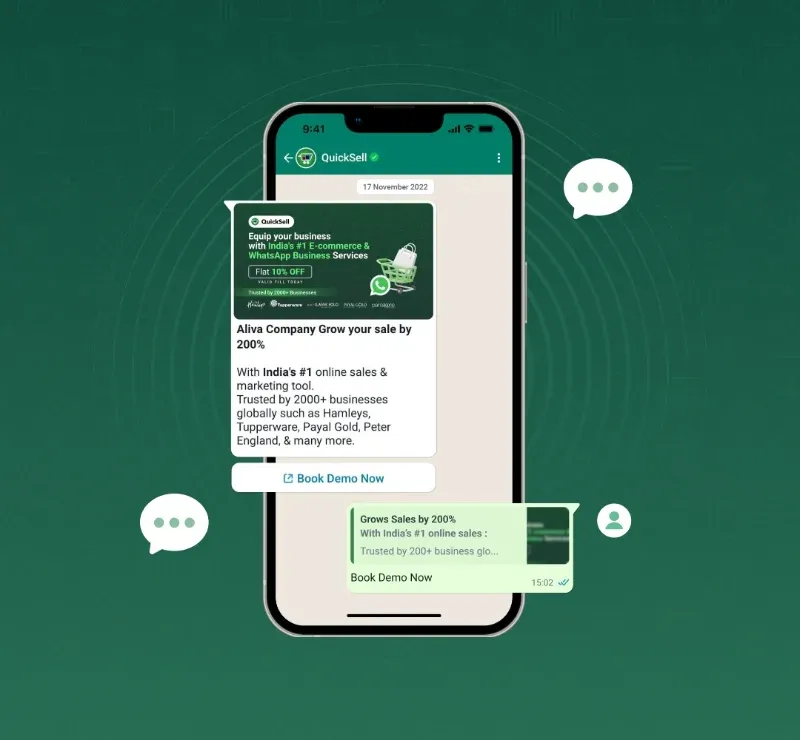 9:41
QuickSell
17 November 2022
QuickSell
Equip your business
with India's #1 E-commerce &
WhatsApp Business Services
Flat 10% OFF
VALID TILL TODAY
Trusted by 2000+ Businesses
Hamleys Tupperware PAYAL GOLD
Aliva Company Grow your sale by
200%
With India's #1 online sales &
marketing tool.
Trusted by 2000+ businesses
globally such as Hamleys,
Tupperware, Payal Gold, Peter
England, & many more.
Book Demo Now
Grows Sales by 200%
With India's #1 online sales :
Trusted by 200+ business glo...
Book Demo Now
15:02